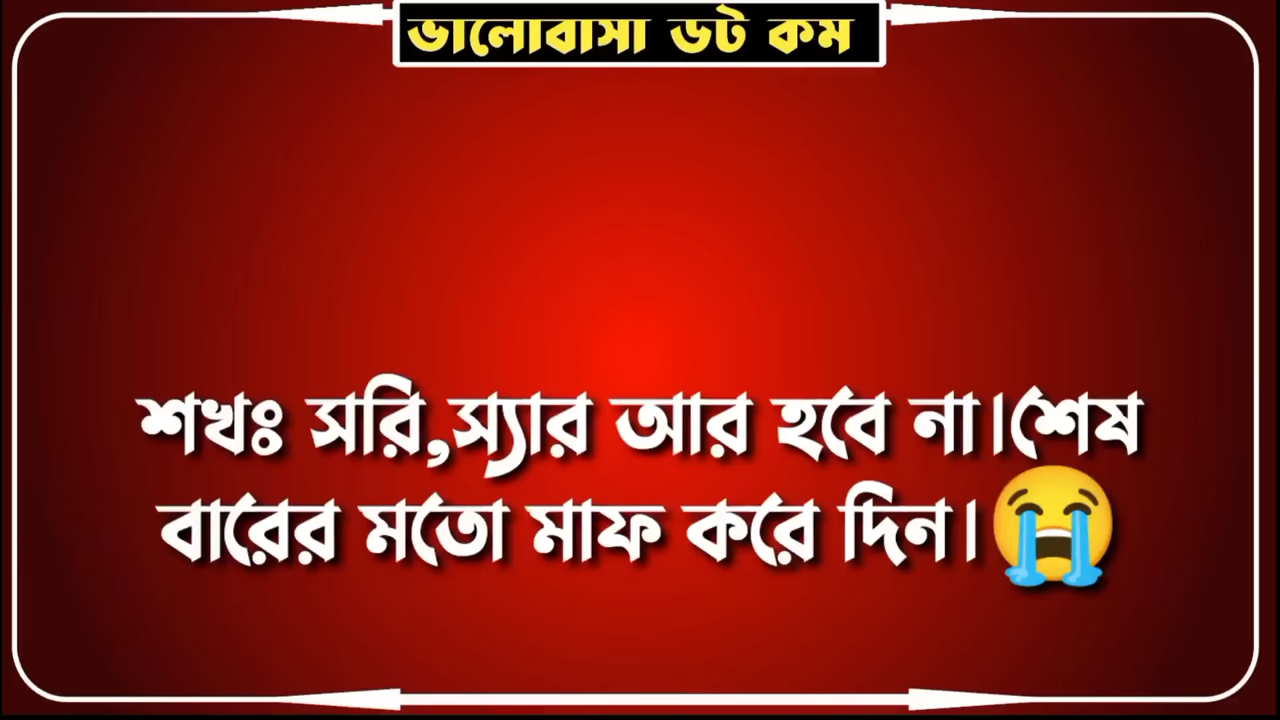 ভালোবাসা ডট কম
শখঃ সরি,স্যার আর হবে না।শেষ
বারের মতো মাফ করে দিন।😭